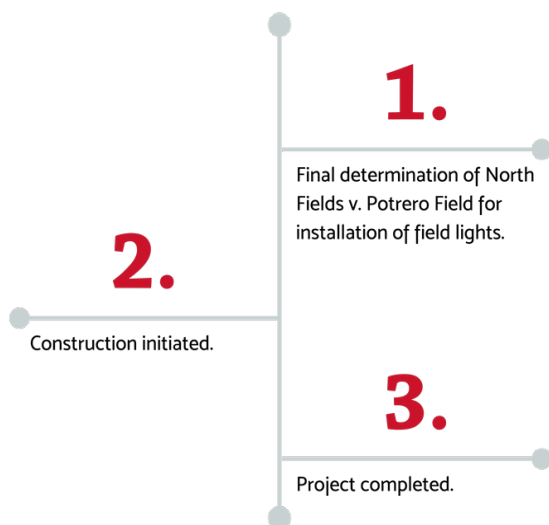 1.
Final determination of North
Fields v. Potrero Field for
installation of field lights.
2.
Construction initiated.
3.
Project completed.